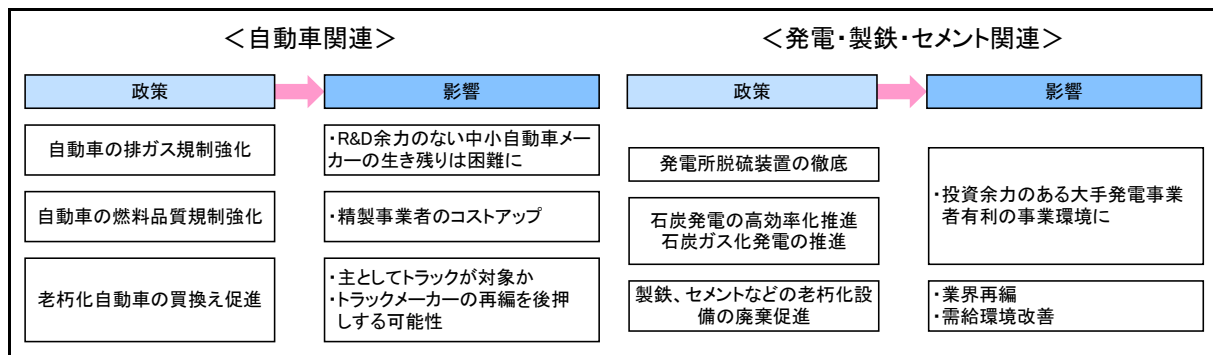 ＜自動車関連＞
政策
影響
自動車の排ガス規制強化
・R&D余力のない中小自動車メー
カーの生き残りは困難に
自動車の燃料品質規制強化
・精製事業者のコストアップ
老朽化自動車の買換え促進
・主としてトラックが対象か
・トラックメーカーの再編を後押
しする可能性
＜発電・製鉄・セメント関連＞
政策
影響
発電所脱硫装置の徹底
石炭発電の高効率化推進
石炭ガス化発電の推進
・投資余力のある大手発電事業
者有利の事業環境に
製鉄、セメントなどの老朽化設
備の廃棄促進
・業界再編
・需給環境改善